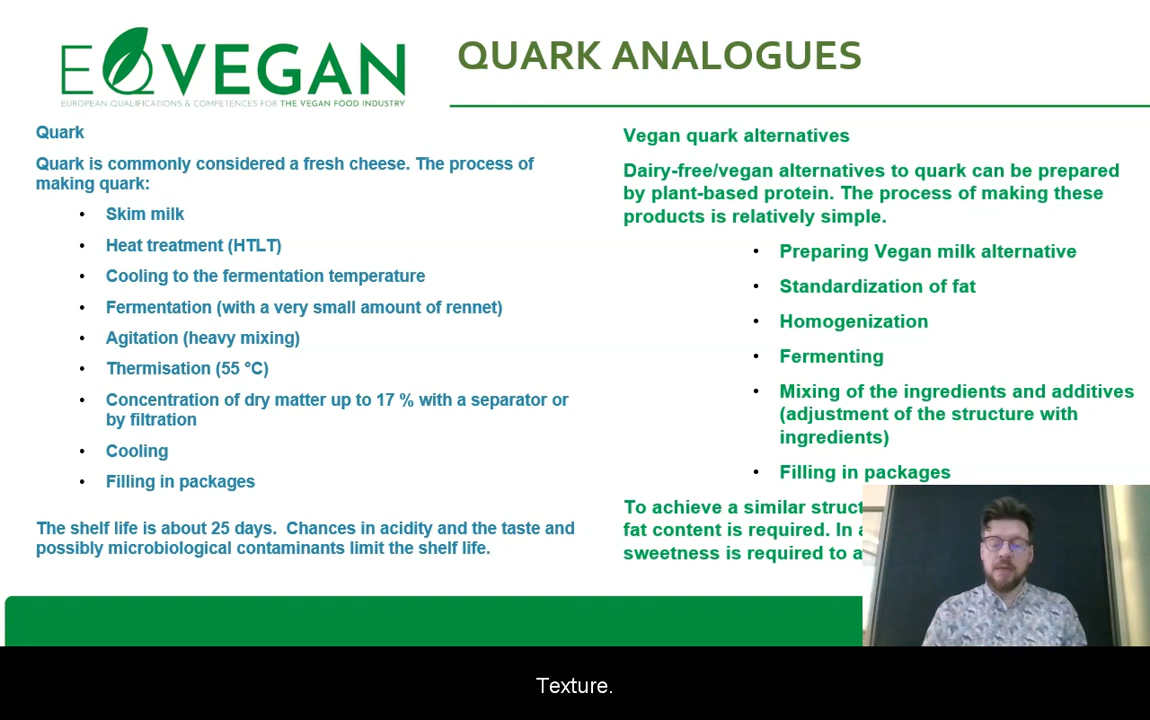 EQVEGAN
EUROPEAN QUALIFICATIONS & COMPETENCES FOR THE VEGAN FOOD INDUSTRY
QUARK ANALOGUES
Quark
Quark is commonly considered a fresh cheese. The process of
making quark:
• Skim milk
• Heat treatment (HTLT)
• Cooling to the fermentation temperature
• Fermentation (with a very small amount of rennet)
• Agitation (heavy mixing)
• Thermisation (55 °C)
• Concentration of dry matter up to 17 % with a separator or
by filtration
• Cooling
• Filling in packages
The shelf life is about 25 days. Chances in acidity and the taste and
possibly microbiological contaminants limit the shelf life.
Vegan quark alternatives
Dairy-free/vegan alternatives to quark can be prepared
by plant-based protein. The process of making these
products is relatively simple.
• Preparing Vegan milk alternative
• Standardization of fat
• Homogenization
• Fermenting
• Mixing of the ingredients and additives
(adjustment of the structure with
ingredients)
• Filling in packages
To achieve a similar
fat content is required. In
sweetness is required to
Texture.